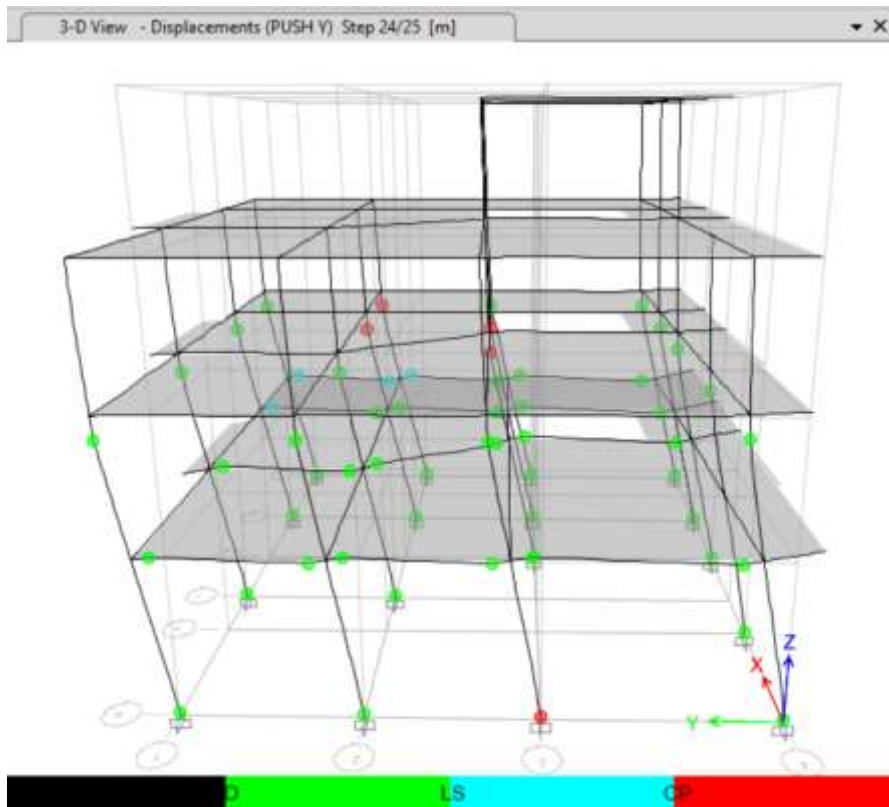 3-D View - Displacements (PUSH Y) Step 24/25 [m]
Z
X
Y
D LS CP